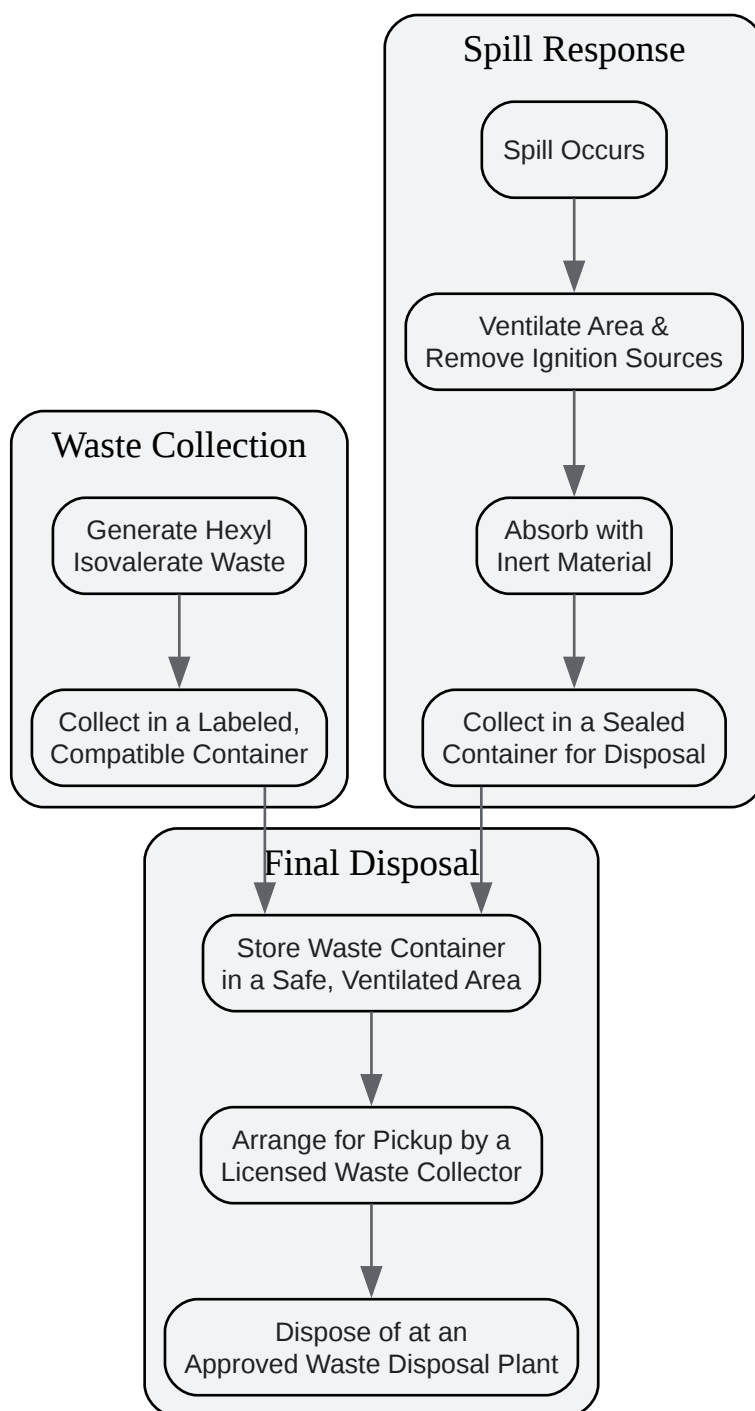 Spill Response
Spill Occurs
Ventilate Area &
Remove Ignition Sources
Absorb with
Inert Material
Collect in a Sealed
Container for Disposal
Waste Collection
Generate Hexyl
Isovalerate Waste
Collect in a Labeled,
Compatible Container
Final Disposal
Store Waste Container
in a Safe, Ventilated Area
Arrange for Pickup by a
Licensed Waste Collector
Dispose of at an
Approved Waste Disposal Plant